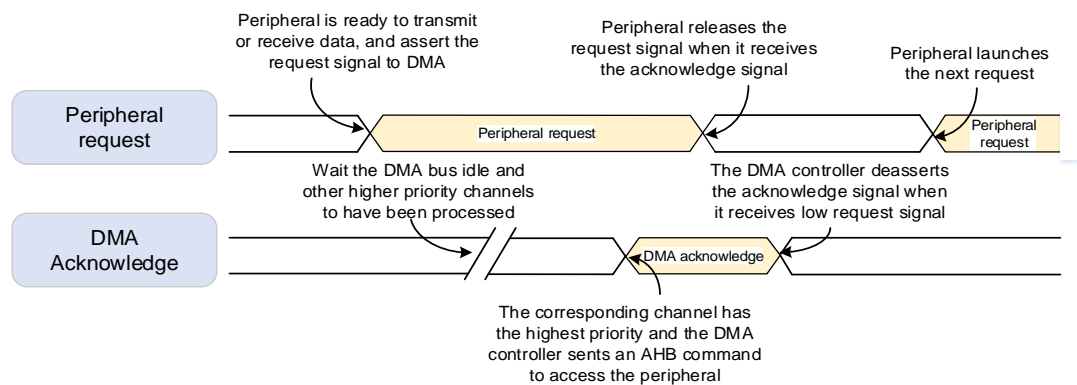 Peripheral is ready to transmit
or receive data, and assert the
request signal to DMA
Peripheral releases the
request signal when it receives
the acknowledge signal
Peripheral launches
the next request
Peripheral
request
Peripheral request
Peripheral
request
Wait the DMA bus idle and
other higher priority channels
to have been processed
The DMA controller deasserts
the acknowledge signal when
it receives low request signal
DMA
Acknowledge
DMA acknowledge
The corresponding channel has
the highest priority and the DMA
controller sents an AHB command
to access the peripheral